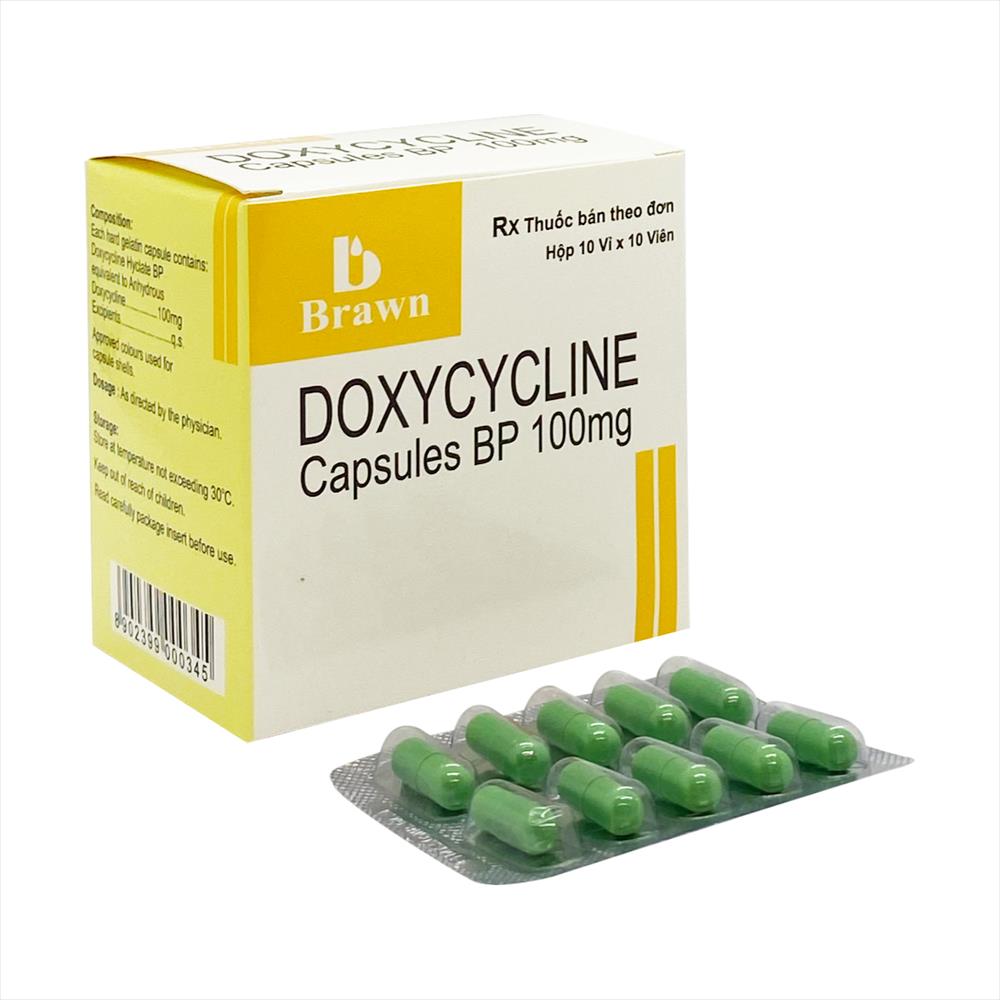 DOXYCYCLINE
Capsules BP 100mg
Composition:
Each hard gelatin capsule contains:
Doxycycline Hyclate BP
equivalent to Anhydrous
Doxycycline..........100mg
Excipients...............q.s.
Approved colours used for
capsule shells.
Dosage : As directed by the physician.
Storage:
Store at temperature not exceeding 30°C.
Keep out of reach of children.
Read carefully package insert before use.
8902399000345
Brawn
Rx Thuốc bán theo đơn
Hộp 10 Vỉ x 10 Viên
DOXYCYCLINE
Capsules BP 100mg